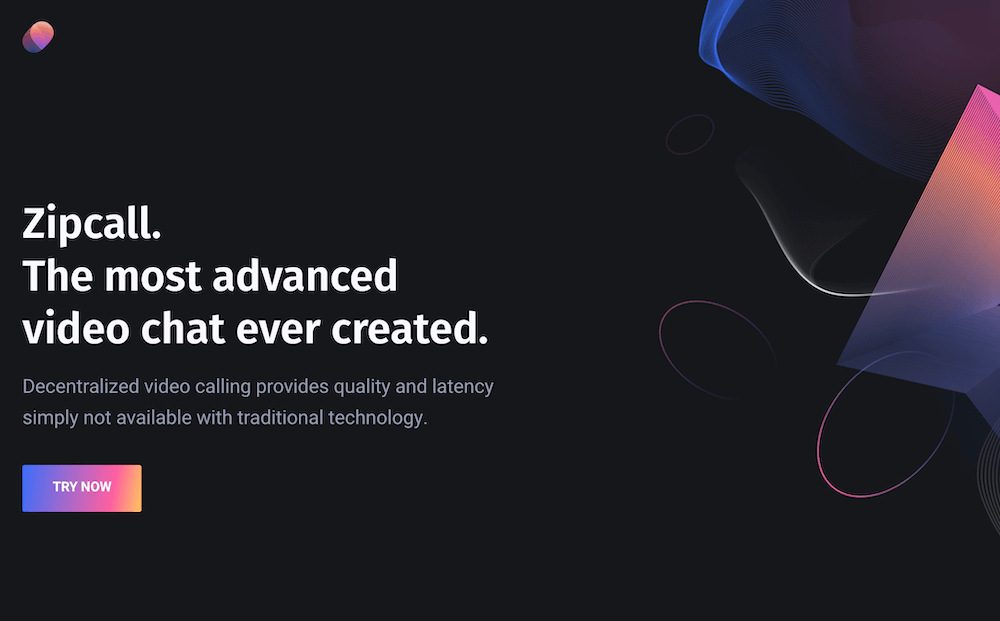 Zipcall.
The most advanced
video chat ever created.
Decentralized video calling provides quality and latency
simply not available with traditional technology.
TRY NOW